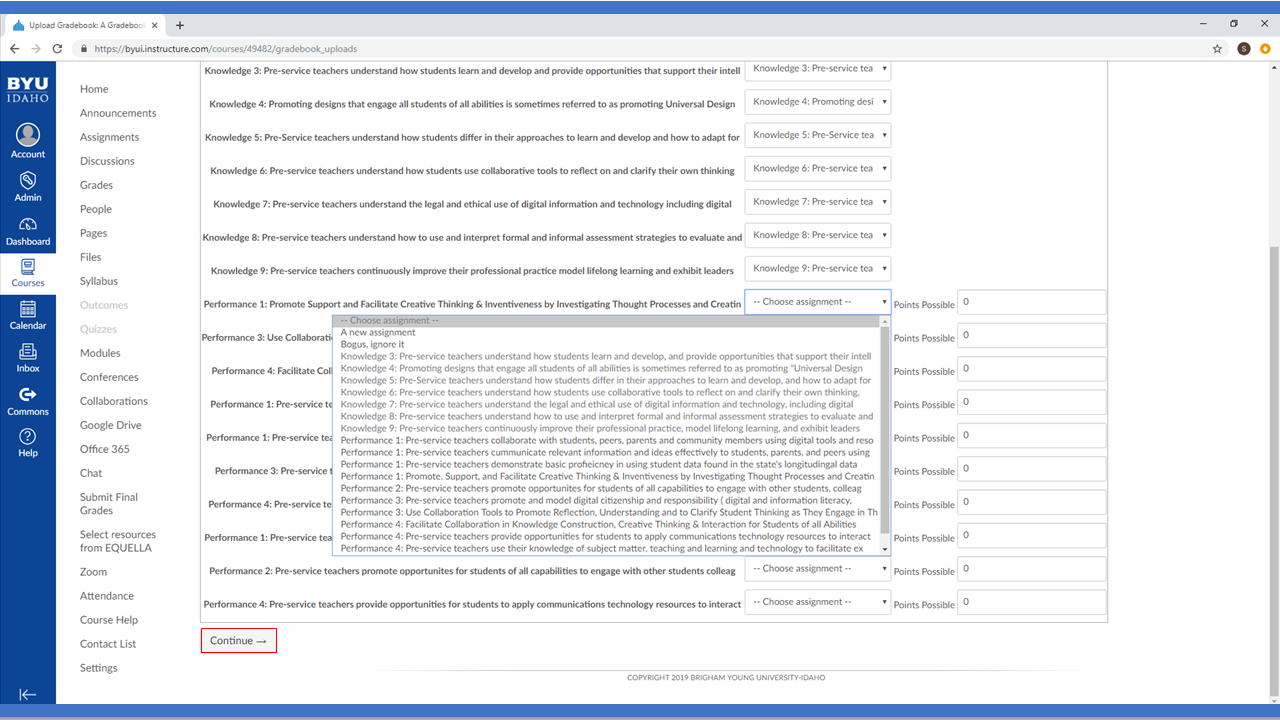 Upload Gradebook: A Gradeboo
https://byui.instructure.com/courses/49482/gradebook_uploads
S
BYU
IDAHO
Account
Admin
Dashboard
Courses
Calendar
Inbox
Commons
Help
Home
Announcements
Assignments
Discussions
Grades
People
Pages
Files
Syllabus
Outcomes
Quizzes
Modules
Conferences
Collaborations
Google Drive
Office 365
Chat
Submit Final
Grades
Select resources
from EQUELLA
Zoom
Attendance
Course Help
Contact List
Settings
Knowledge 3: Pre-service teachers understand how students learn and develop and provide opportunities that support their intell Knowledge 3: Pre-service tea
Knowledge 4: Promoting designs that engage all students of all abilities is sometimes referred to as promoting Universal Design Knowledge 4: Promoting desi
Knowledge 5: Pre-Service teachers understand how students differ in their approaches to learn and develop and how to adapt for Knowledge 5: Pre-Service tea
Knowledge 6: Pre-service teachers understand how students use collaborative tools to reflect on and clarify their own thinking Knowledge 6: Pre-service tea
Knowledge 7: Pre-service teachers understand the legal and ethical use of digital information and technology including digital Knowledge 7: Pre-service tea
Knowledge 8: Pre-service teachers understand how to use and interpret formal and informal assessment strategies to evaluate and Knowledge 8: Pre-service tea
Knowledge 9: Pre-service teachers continuously improve their professional practice model lifelong learning and exhibit leaders Knowledge 9: Pre-service tea
Performance 1: Promote Support and Facilitate Creative Thinking & Inventiveness by Investigating Thought Processes and Creatin -- Choose assignment -- Points Possible 0
Performance 3: Use Collaborati Points Possible 0
Performance 4: Facilitate Coll Points Possible 0
Performance 1: Pre-service te Points Possible 0
Performance 1: Pre-service tea Points Possible 0
Performance 3: Pre-service t Points Possible 0
Performance 4: Pre-service te Points Possible 0
Performance 1: Pre-service tea Points Possible 0
-- Choose assignment --
A new assignment
Bogus, ignore it
Knowledge 3: Pre-service teachers understand how students learn and develop, and provide opportunities that support their intell
Knowledge 4: Promoting designs that engage all students of all abilities is sometimes referred to as promoting "Universal Design
Knowledge 5: Pre-Service teachers understand how students differ in their approaches to learn and develop, and how to adapt for
Knowledge 6: Pre-service teachers understand how students use collaborative tools to reflect on and clarify their own thinking,
Knowledge 7: Pre-service teachers understand the legal and ethical use of digital information and technology, including digital
Knowledge 8: Pre-service teachers understand how to use and interpret formal and informal assessment strategies to evaluate and
Knowledge 9: Pre-service teachers continuously improve their professional practice, model lifelong learning, and exhibit leaders
Performance 1: Pre-service teachers collaborate with students, peers, parents and community members using digital tools and reso
Performance 1: Pre-service teachers cummunicate relevant information and ideas effectively to students, parents, and peers using
Performance 1: Pre-service teachers demonstrate basic profieicney in using student data found in the state's longitudingal data
Performance 1: Promote, Support, and Facilitate Creative Thinking & Inventiveness by Investigating Thought Processes and Creatin
Performance 2: Pre-service teachers promote opportunites for students of all capabilities to engage with other students, colleag
Performance 3: Pre-service teachers promote and model digital citizenship and responsibility ( digital and information literacy,
Performance 3: Use Collaboration Tools to Promote Reflection, Understanding and to Clarify Student Thinking as They Engage in Th
Performance 4: Facilitate Collaboration in Knowledge Construction, Creative Thinking & Interaction for Students of all Abilities
Performance 4: Pre-service teachers provide opportunities for students to apply communications technology resources to interact
Performance 4: Pre-service teachers use their knowledge of subject matter, teaching and learning and technology to facilitate ex
Performance 2: Pre-service teachers promote opportunites for students of all capabilities to engage with other students colleag -- Choose assignment -- Points Possible 0
Performance 4: Pre-service teachers provide opportunities for students to apply communications technology resources to interact -- Choose assignment -- Points Possible 0
Continue →
COPYRIGHT 2019 BRIGHAM YOUNG UNIVERSITY-IDAHO